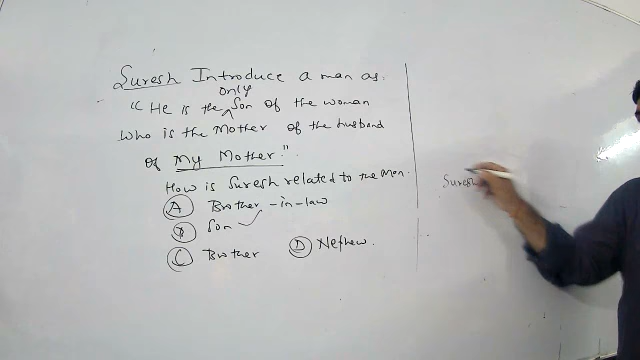 Suresh Introduce a man as.
only
"He is the ^ Son of the woman
who is the Mother of the husband
of My Mother."
How is Suresh related to the Man.
A Brother-in-law
B Son ✓
C Brother D Nephew.
Suresh